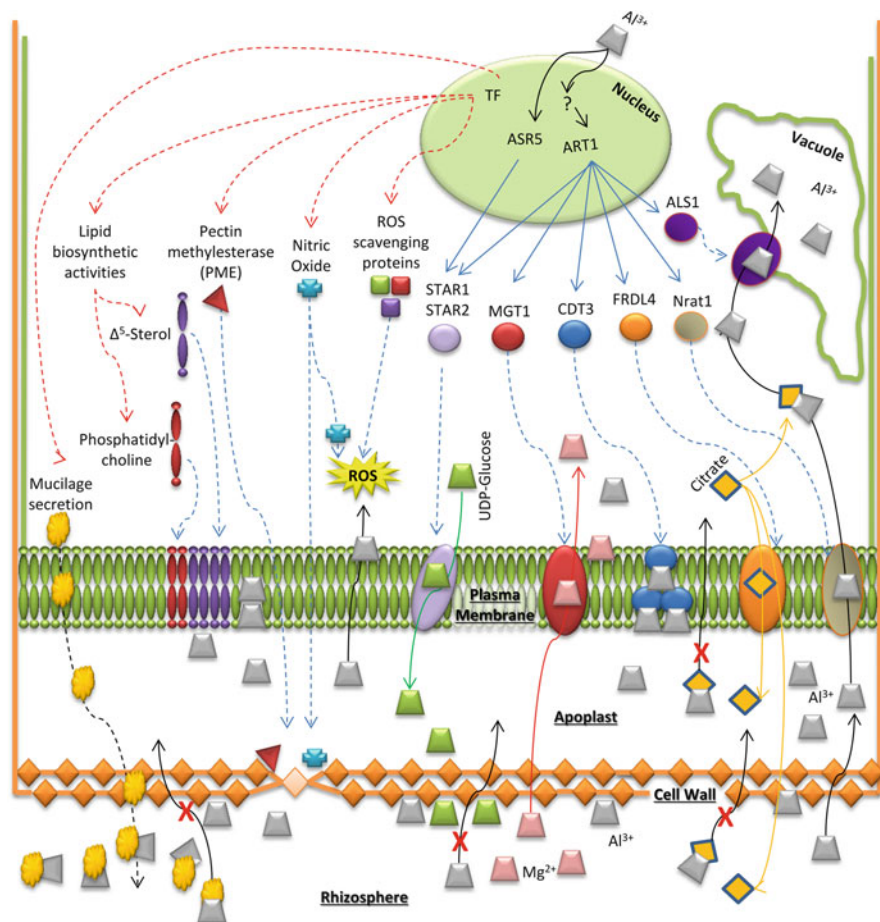 Al³⁺
TF
?
Nucleus
ASR5
ART1
Vacuole
Al³⁺
ALS1
Lipid
biosynthetic
activities
Pectin
methylesterase
(PME)
Nitric
Oxide
ROS
scavenging
proteins
STAR1
STAR2
MGT1
CDT3
FRDL4
Nrat1
Δ⁵-Sterol
Phosphatidyl-
choline
Mucilage
secretion
ROS
UDP-Glucose
Citrate
Plasma
Membrane
Apoplast
Al³⁺
Cell Wall
Al³⁺
Mg²⁺
Rhizosphere